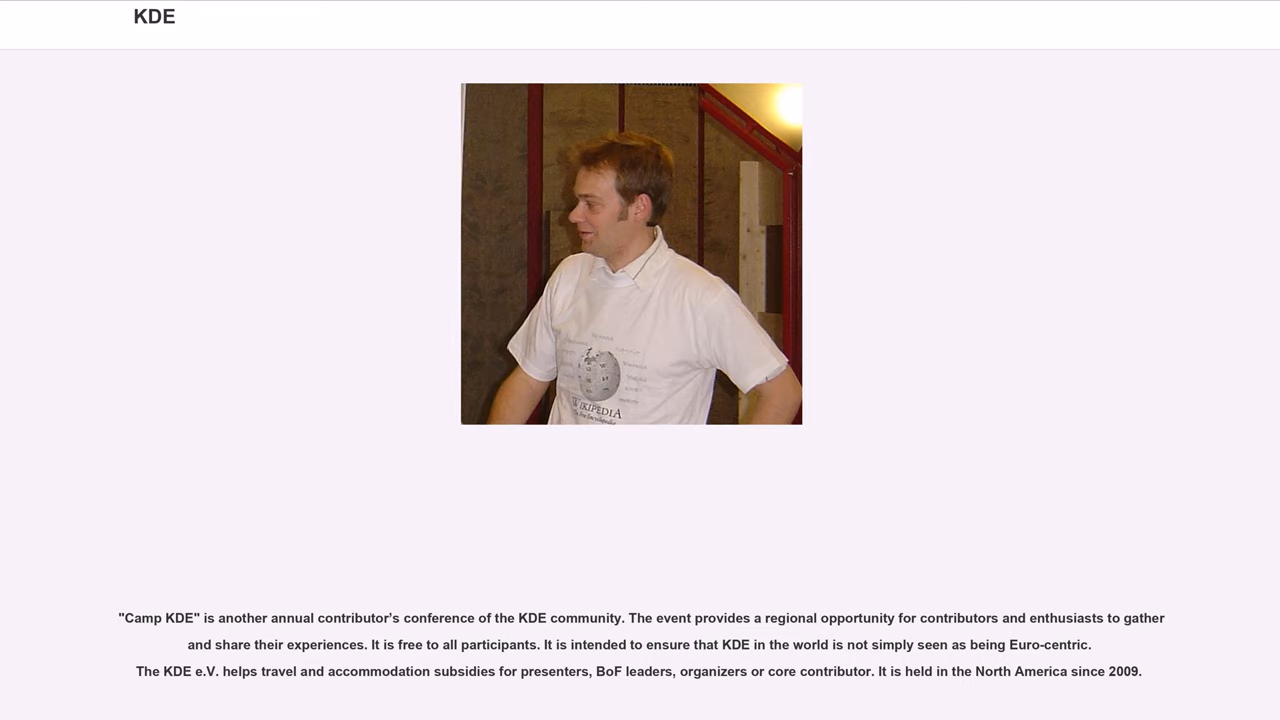 KDE
WIKIPEDIA
"Camp KDE" is another annual contributor’s conference of the KDE community. The event provides a regional opportunity for contributors and enthusiasts to gather
and share their experiences. It is free to all participants. It is intended to ensure that KDE in the world is not simply seen as being Euro-centric.
The KDE e.V. helps travel and accommodation subsidies for presenters, BoF leaders, organizers or core contributor. It is held in the North America since 2009.